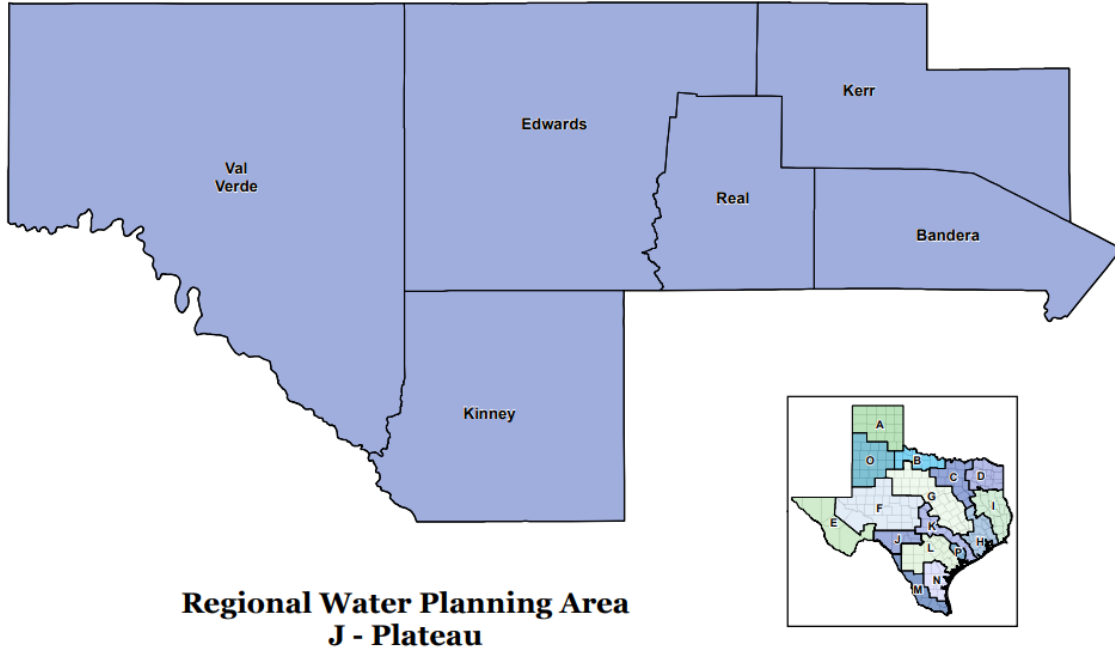 Kerr
Edwards
Val
Verde
Real
Bandera
Kinney
A
O
B
C
D
G
I
F
E
K
H
J
L
P
N
M
Regional Water Planning Area
J - Plateau